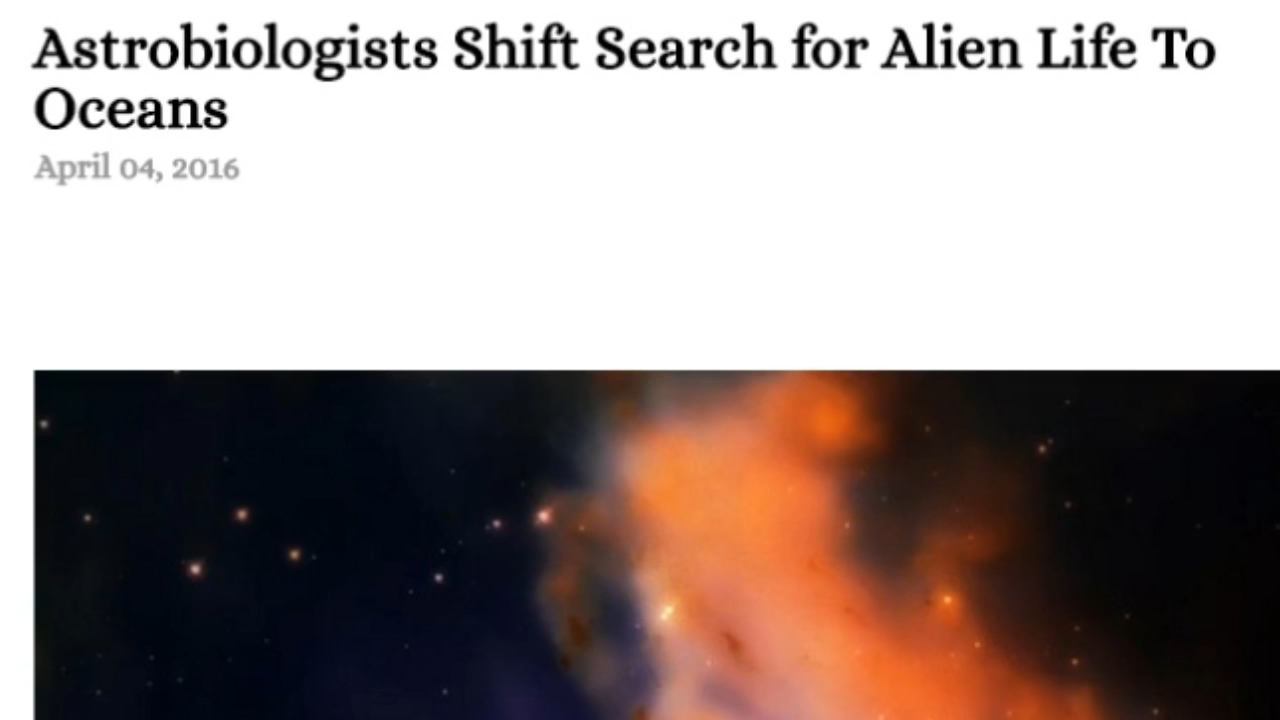 Astrobiologists Shift Search for Alien Life To
Oceans
April 04, 2016